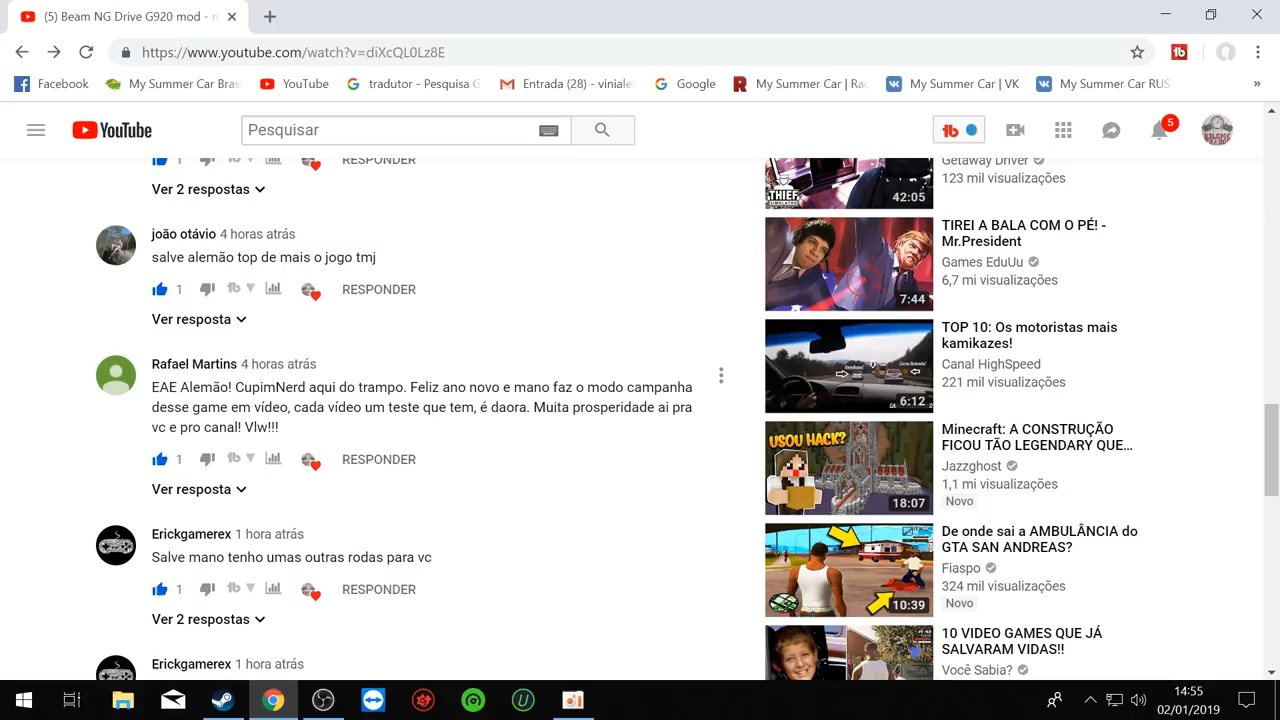 (5) Beam NG Drive G920 mod - m
https://www.youtube.com/watch?v=diXcQL0Lz8E
Facebook
My Summer Car Bras
YouTube
tradutor - Pesquisa G
Entrada (28) - vinialer
Google
My Summer Car | Rac
My Summer Car | VK
My Summer Car RUS
»
YouTube
Pesquisar
5
1
RESPONDER
Ver 2 respostas
joão otávio 4 horas atrás
salve alemão top de mais o jogo tmj
1
RESPONDER
Ver resposta
Rafael Martins 4 horas atrás
EAE Alemão! CupimNerd aqui do trampo. Feliz ano novo e mano faz o modo campanha
desse game em vídeo, cada vídeo um teste que tem, é daora. Muita prosperidade ai pra
vc e pro canal! Vlw!!!
1
RESPONDER
Ver resposta
Erickgamerex 1 hora atrás
Salve mano tenho umas outras rodas para vc
1
RESPONDER
Ver 2 respostas
Erickgamerex 1 hora atrás
THIEF
42:05
Getaway Driver
123 mil visualizações
7:44
TIREI A BALA COM O PÉ! -
Mr.President
Games EduUu
6,7 mi visualizações
6:12
TOP 10: Os motoristas mais
kamikazes!
Canal HighSpeed
221 mil visualizações
USOU HACK?
18:07
Minecraft: A CONSTRUÇÃO
FICOU TÃO LEGENDARY QUE...
Jazzghost
1,1 mi visualizações
Novo
10:39
De onde sai a AMBULÂNCIA do
GTA SAN ANDREAS?
Fiaspo
324 mil visualizações
Novo
10 VIDEO GAMES QUE JÁ
SALVARAM VIDAS!!
Você Sabia?
14:55
02/01/2019